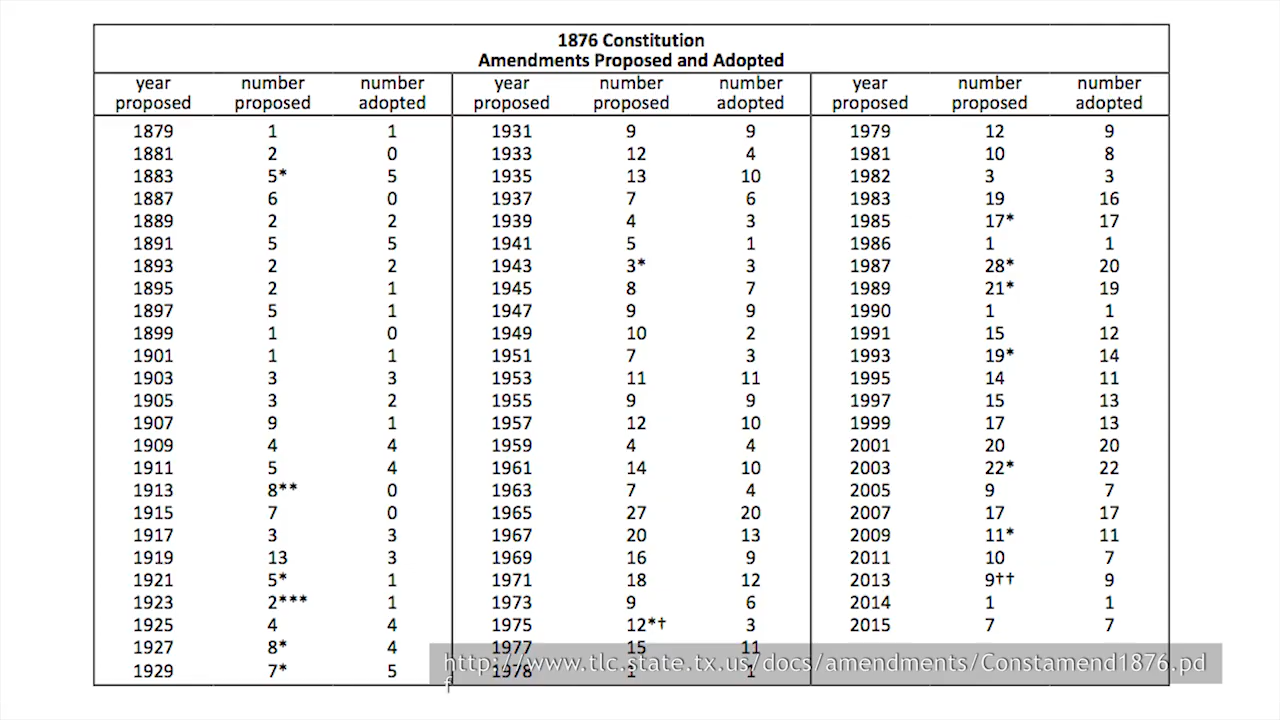 1876 Constitution
Amendments Proposed and Adopted
year number number year number number year number number
proposed proposed adopted proposed proposed adopted proposed proposed adopted
1879 1 1 1931 9 9 1979 12 9
1881 2 0 1933 12 4 1981 10 8
1883 5* 5 1935 13 10 1982 3 3
1887 6 0 1937 7 6 1983 19 16
1889 2 2 1939 4 3 1985 17* 17
1891 5 5 1941 5 1 1986 1 1
1893 2 2 1943 3* 3 1987 28* 20
1895 2 1 1945 8 7 1989 21* 19
1897 5 1 1947 9 9 1990 1 1
1899 1 0 1949 10 2 1991 15 12
1901 1 1 1951 7 3 1993 19* 14
1903 3 3 1953 11 11 1995 14 11
1905 3 2 1955 9 9 1997 15 13
1907 9 1 1957 12 10 1999 17 13
1909 4 4 1959 4 4 2001 20 20
1911 5 4 1961 14 10 2003 22* 22
1913 8** 0 1963 7 4 2005 9 7
1915 7 0 1965 27 20 2007 17 17
1917 3 3 1967 20 13 2009 11* 11
1919 13 3 1969 16 9 2011 10 7
1921 5* 1 1971 18 12 2013 9†† 9
1923 2*** 1 1973 9 6 2014 1 1
1925 4 4 1975 12*† 3 2015 7 7
1927 8* 4 1977 15 11
1929 7* 5 1978 1 1
http://www.tlc.state.tx.us/docs/amendments/Constamend1876.pd
f